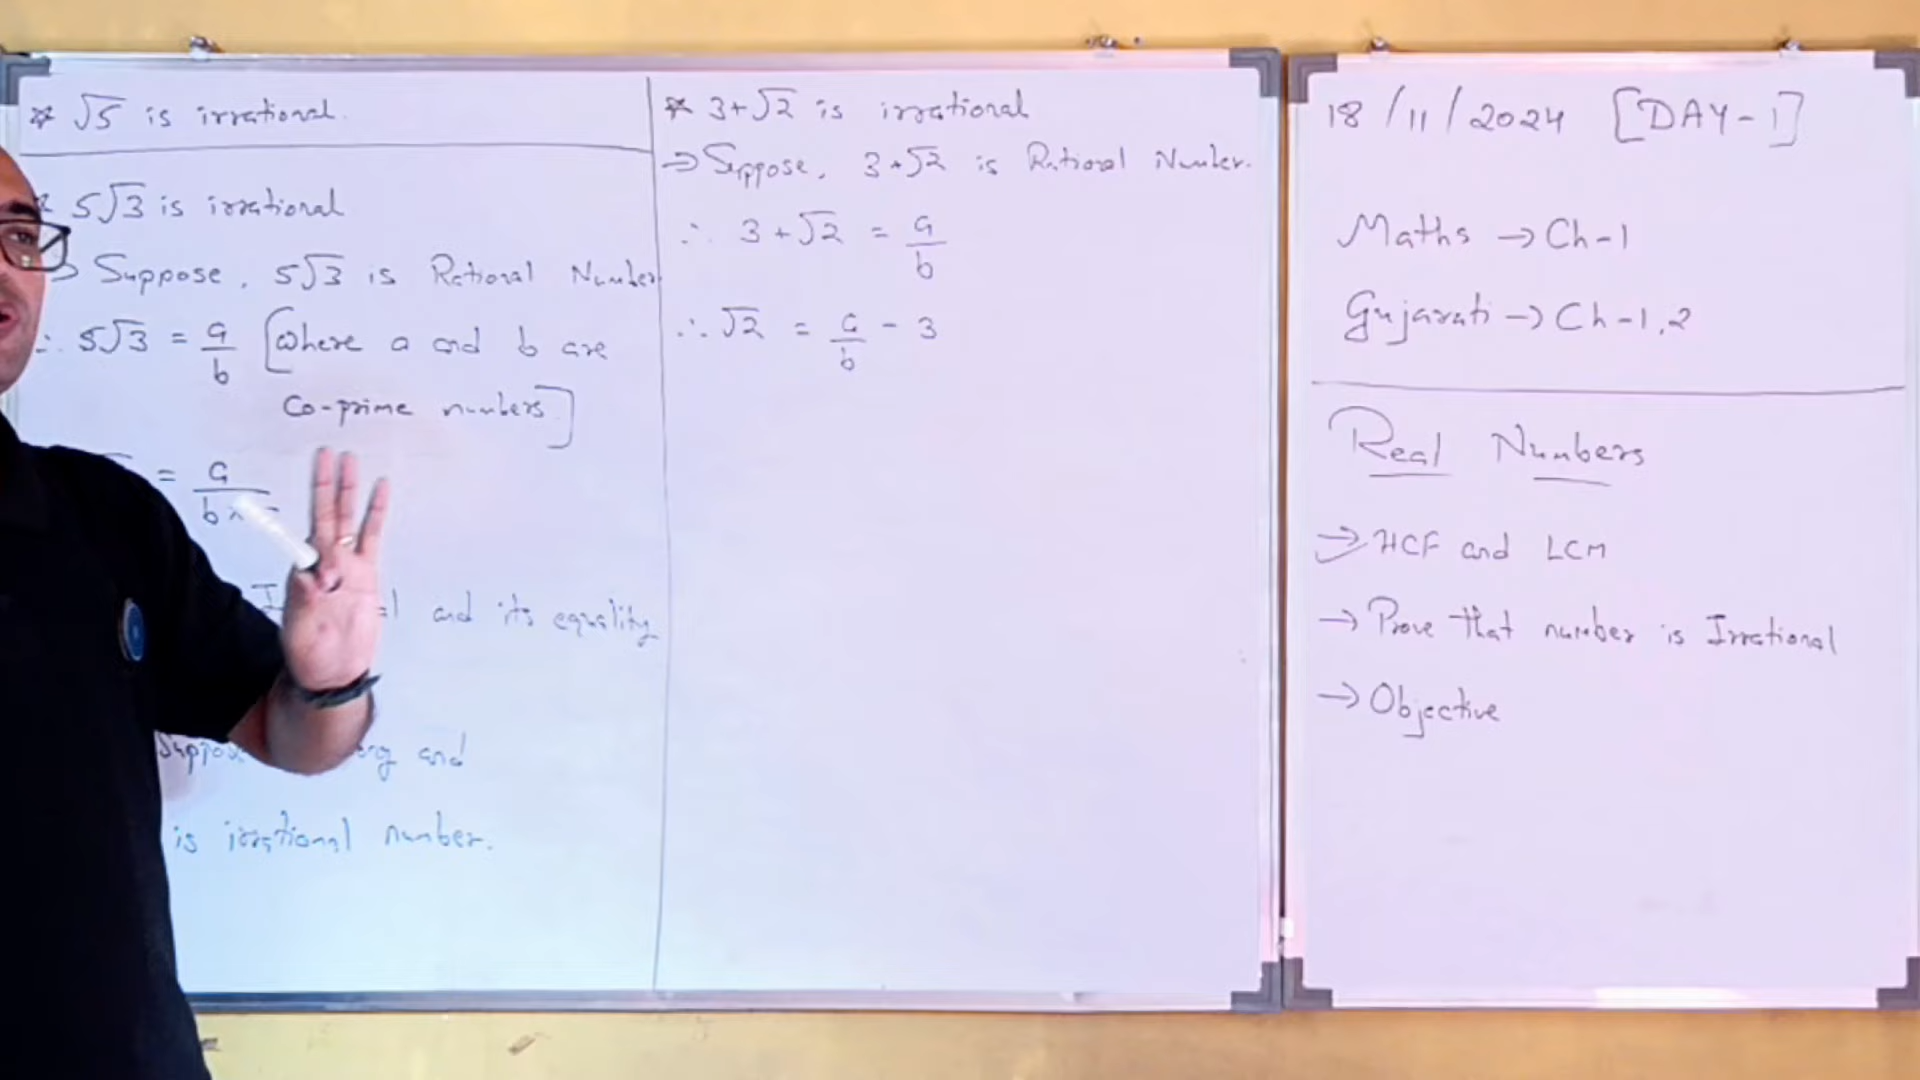 * √5 is irrational.
* 5√3 is irrational
Suppose, 5√3 is Rational Number
∴ 5√3 = a/b [where a and b are
Co-prime numbers.]
= a/b×
and its equality
and
is irrational number.
* 3+√2 is irrational
⇒ Suppose, 3+√2 is Rational Number.
∴ 3+√2 = a/b
∴ √2 = a/b - 3
18/11/2024 [DAY-1]
Maths → Ch-1
Gujarati → Ch-1,2
Real Numbers
→ HCF and LCM
→ Prove that number is Irrational
→ Objective